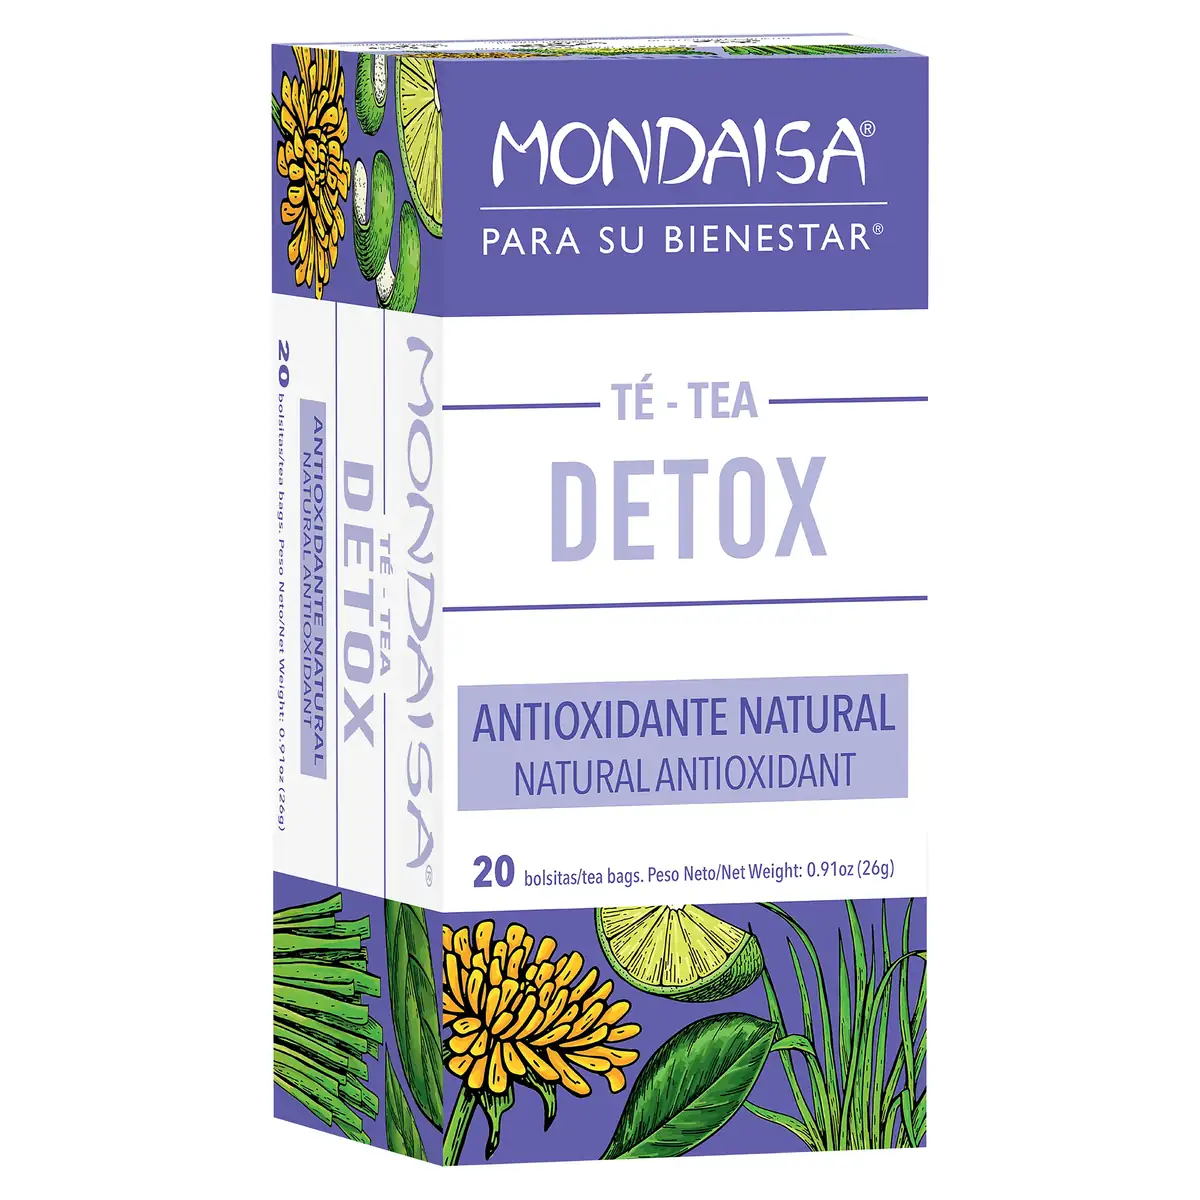 MONDAISA®
PARA SU BIENESTAR®
TÉ - TEA
DETOX
ANTIOXIDANTE NATURAL
NATURAL ANTIOXIDANT
20 bolsitas/tea bags. Peso Neto/Net Weight: 0.91oz (26g)
MONDAISA®
TÉ - TEA
DETOX
ANTIOXIDANTE NATURAL
NATURAL ANTIOXIDANT
20 bolsitas/tea bags. Peso Neto/Net Weight: 0.91oz (26g)